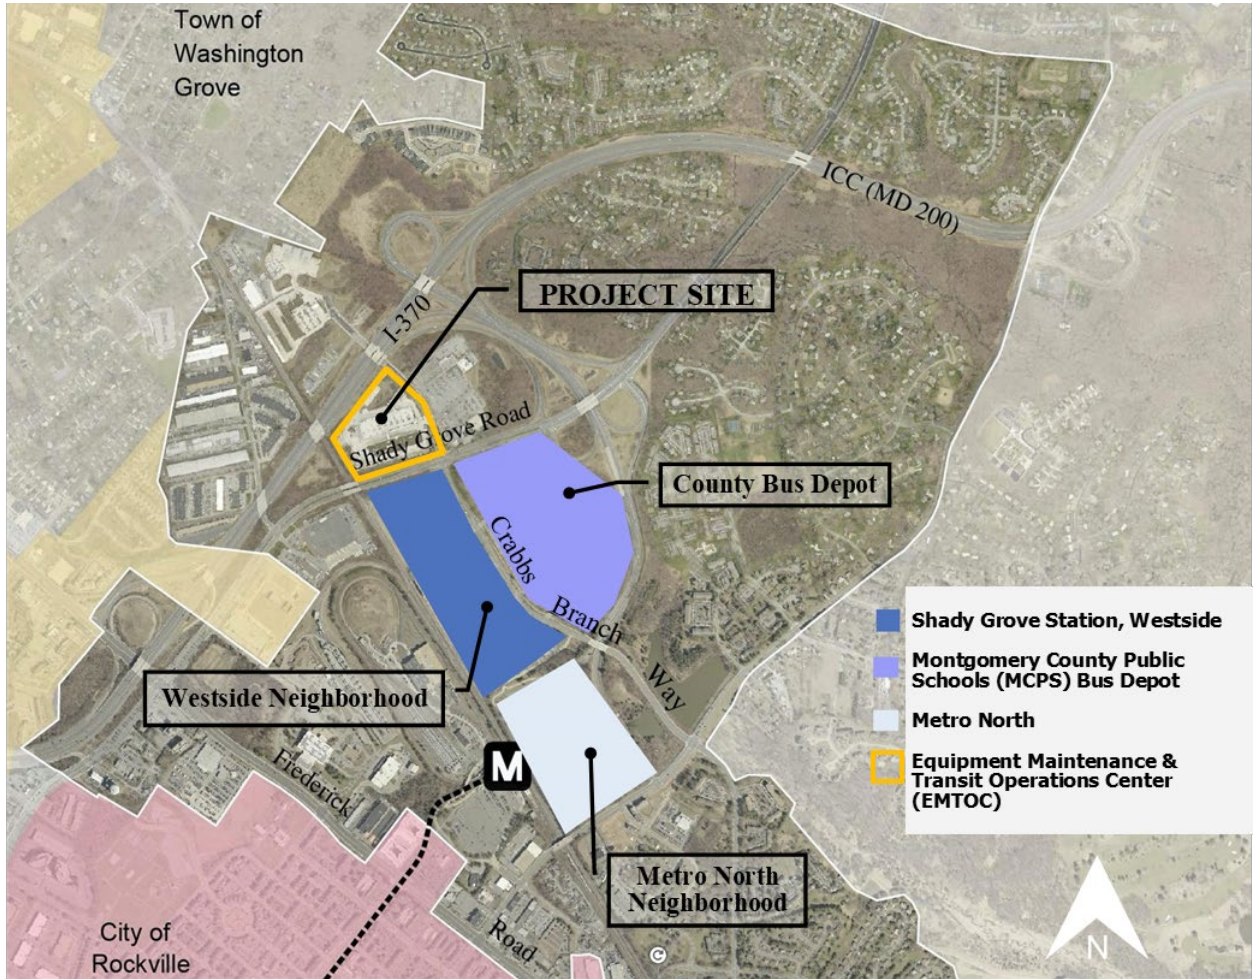 Town of
Washington
Grove
ICC (MD 200)
PROJECT SITE
I-370
Shady Grove Road
County Bus Depot
Crabbs
Branch
Way
Westside Neighborhood
Shady Grove Station, Westside
Montgomery County Public
Schools (MCPS) Bus Depot
Metro North
Equipment Maintenance &
Transit Operations Center
(EMTOC)
M
Frederick
Road
Metro North
Neighborhood
City of
Rockville
N
C